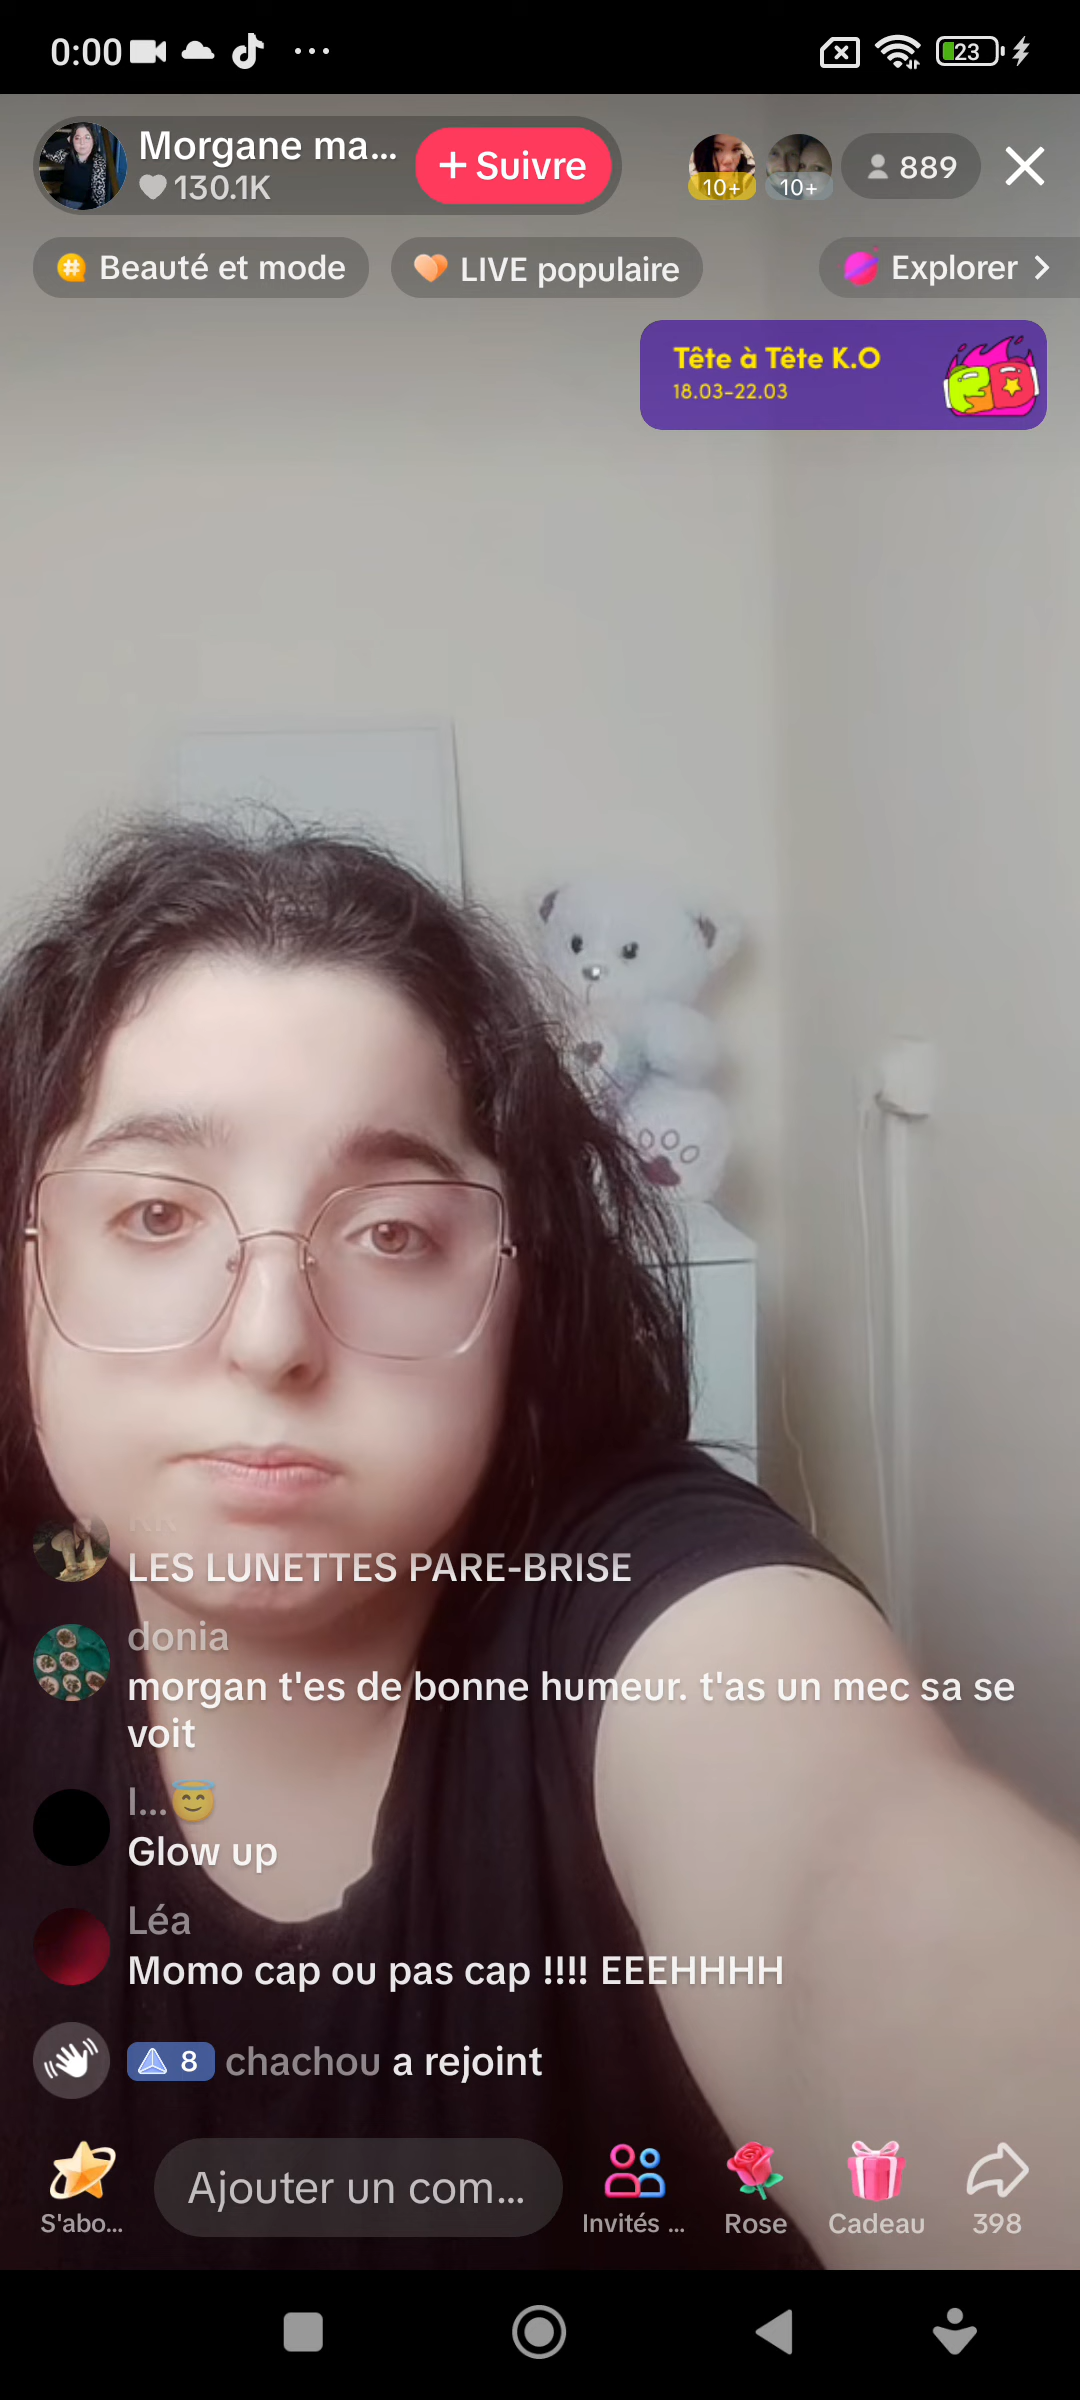 0:00 ... 23
Morgane ma...
130.1K
+ Suivre
10+
10+
889
Beauté et mode
LIVE populaire
Explorer >
Tête à Tête K.O
18.03-22.03
LES LUNETTES PARE-BRISE
donia
morgan t'es de bonne humeur. t'as un mec sa se
voit
I...😇
Glow up
Léa
Momo cap ou pas cap !!!! EEEHHHH
8 chachou a rejoint
Ajouter un com...
S'abo...
Invités ...
Rose
Cadeau
398